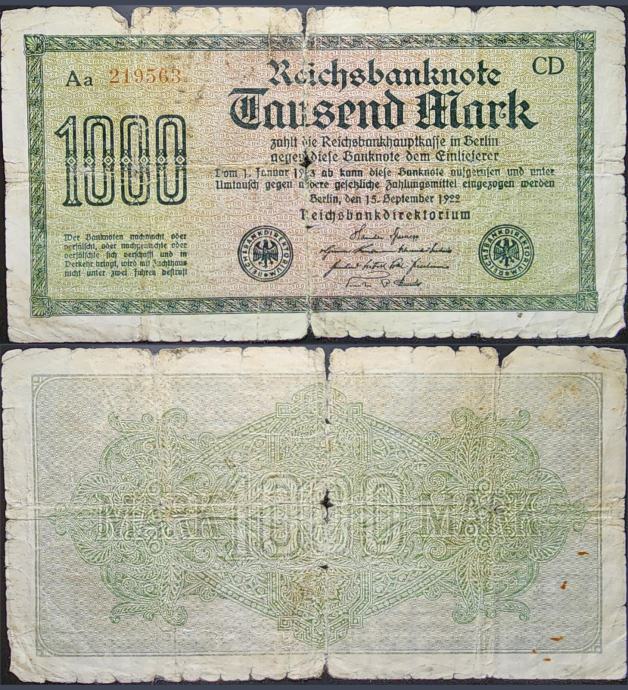 Aa 219563
Reichsbanknote
CD
Tausend Mark
1000
zahlt die Reichsbankhauptkasse in Berlin
gegen diese Banknote dem Einlieferer
Vom 1. Januar 1923 ab kann diese Banknote aufgerufen und unter
Umtausch gegen andere gesetzliche Zahlungsmittel eingezogen werden
Berlin, den 15. September 1922
Reichsbankdirektorium
Wer Banknoten nachmacht oder
verfälscht, oder nachgemachte oder
verfälschte sich verschafft und in
Verkehr bringt, wird mit Zuchthaus
nicht unter zwei Jahren bestraft
REICHSBANKDIREKTORIUM
REICHSBANKDIREKTORIUM
MARK 1000 MARK